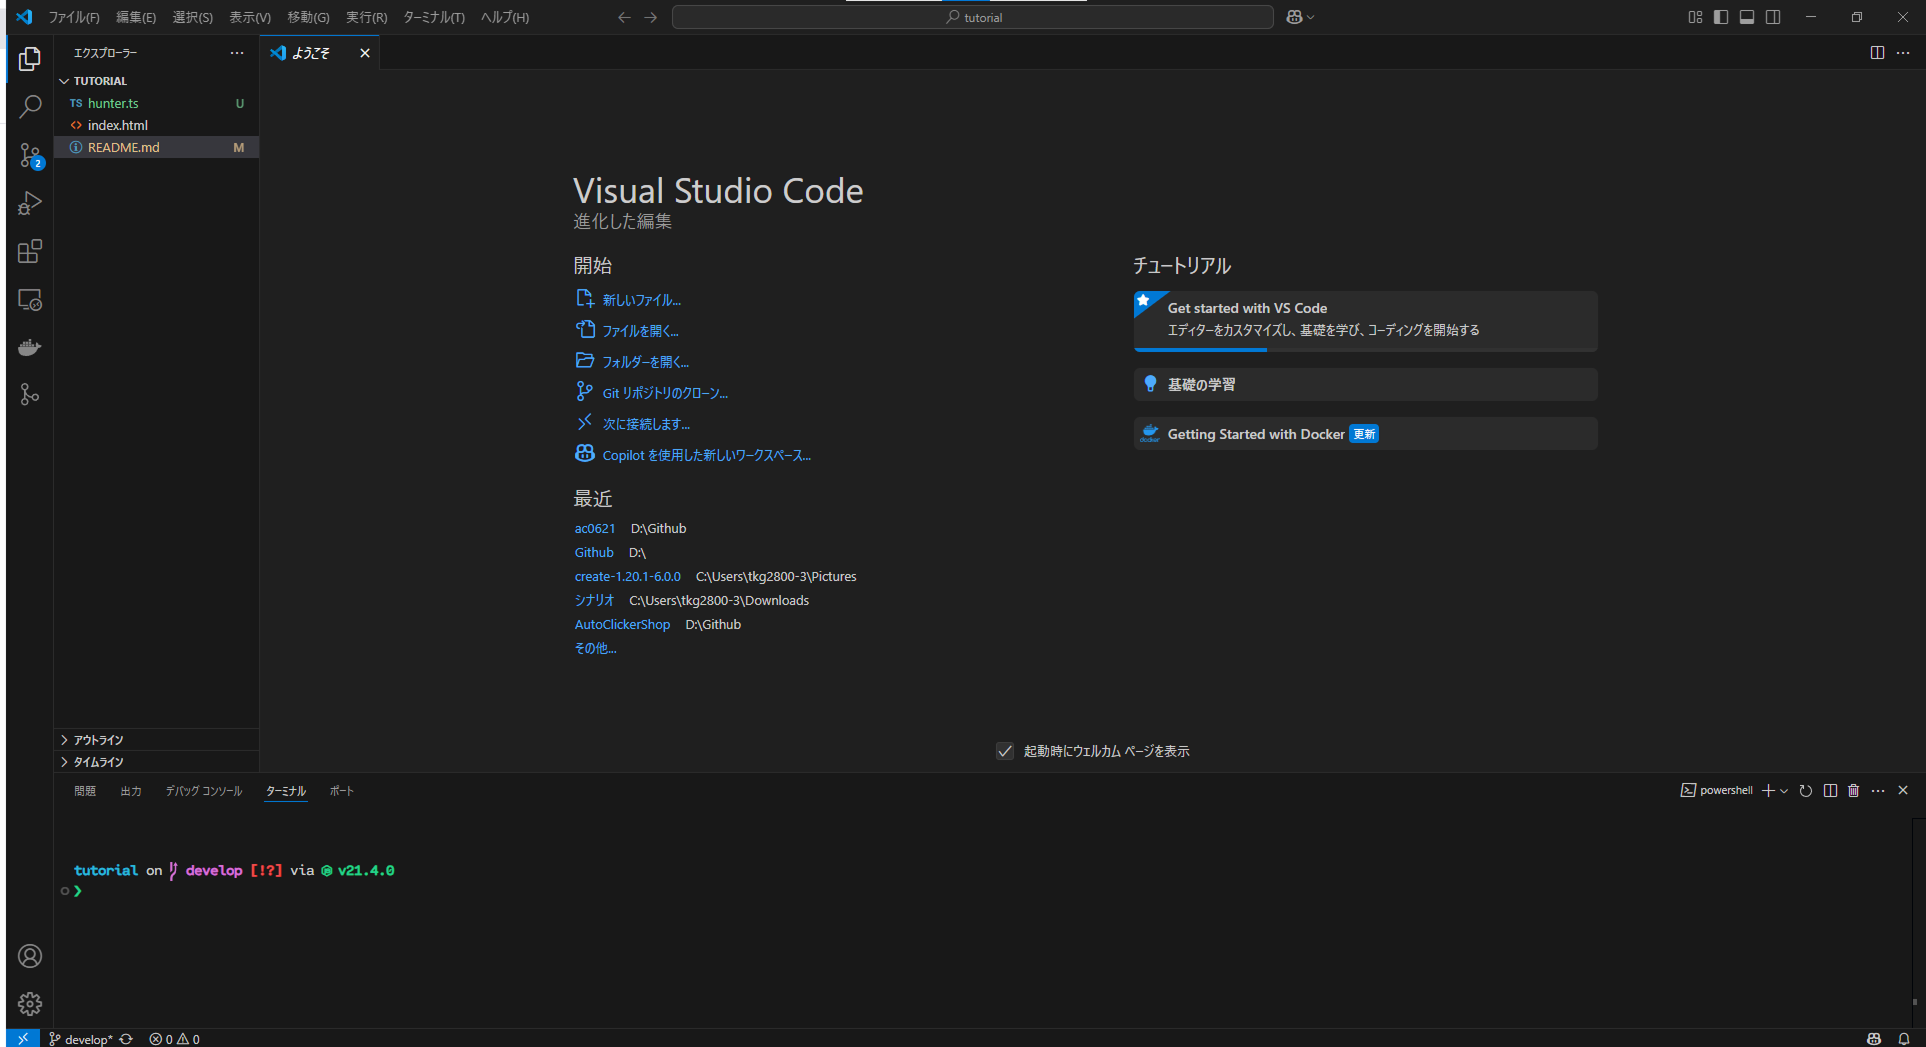 ファイル(F) 編集(E) 選択(S) 表示(V) 移動(G) 実行(R) ターミナル(T) ヘルプ(H) tutorial
エクスプローラー
TUTORIAL
TS hunter.ts U
index.html
README.md M
アウトライン
タイムライン
2
ようこそ
Visual Studio Code
進化した編集
開始
新しいファイル...
ファイルを開く...
フォルダーを開く...
Git リポジトリのクローン...
次に接続します...
Copilot を使用した新しいワークスペース...
最近
ac0621 D:\Github
Github D:\
create-1.20.1-6.0.0 C:\Users\tkg2800-3\Pictures
シナリオ C:\Users\tkg2800-3\Downloads
AutoClickerShop D:\Github
その他...
チュートリアル
Get started with VS Code
エディターをカスタマイズし、基礎を学び、コーディングを開始する
基礎の学習
docker Getting Started with Docker 更新
起動時にウェルカム ページを表示
問題 出力 デバッグ コンソール ターミナル ポート powershell
tutorial on develop [!?] via v21.4.0
❯
develop* 0 0